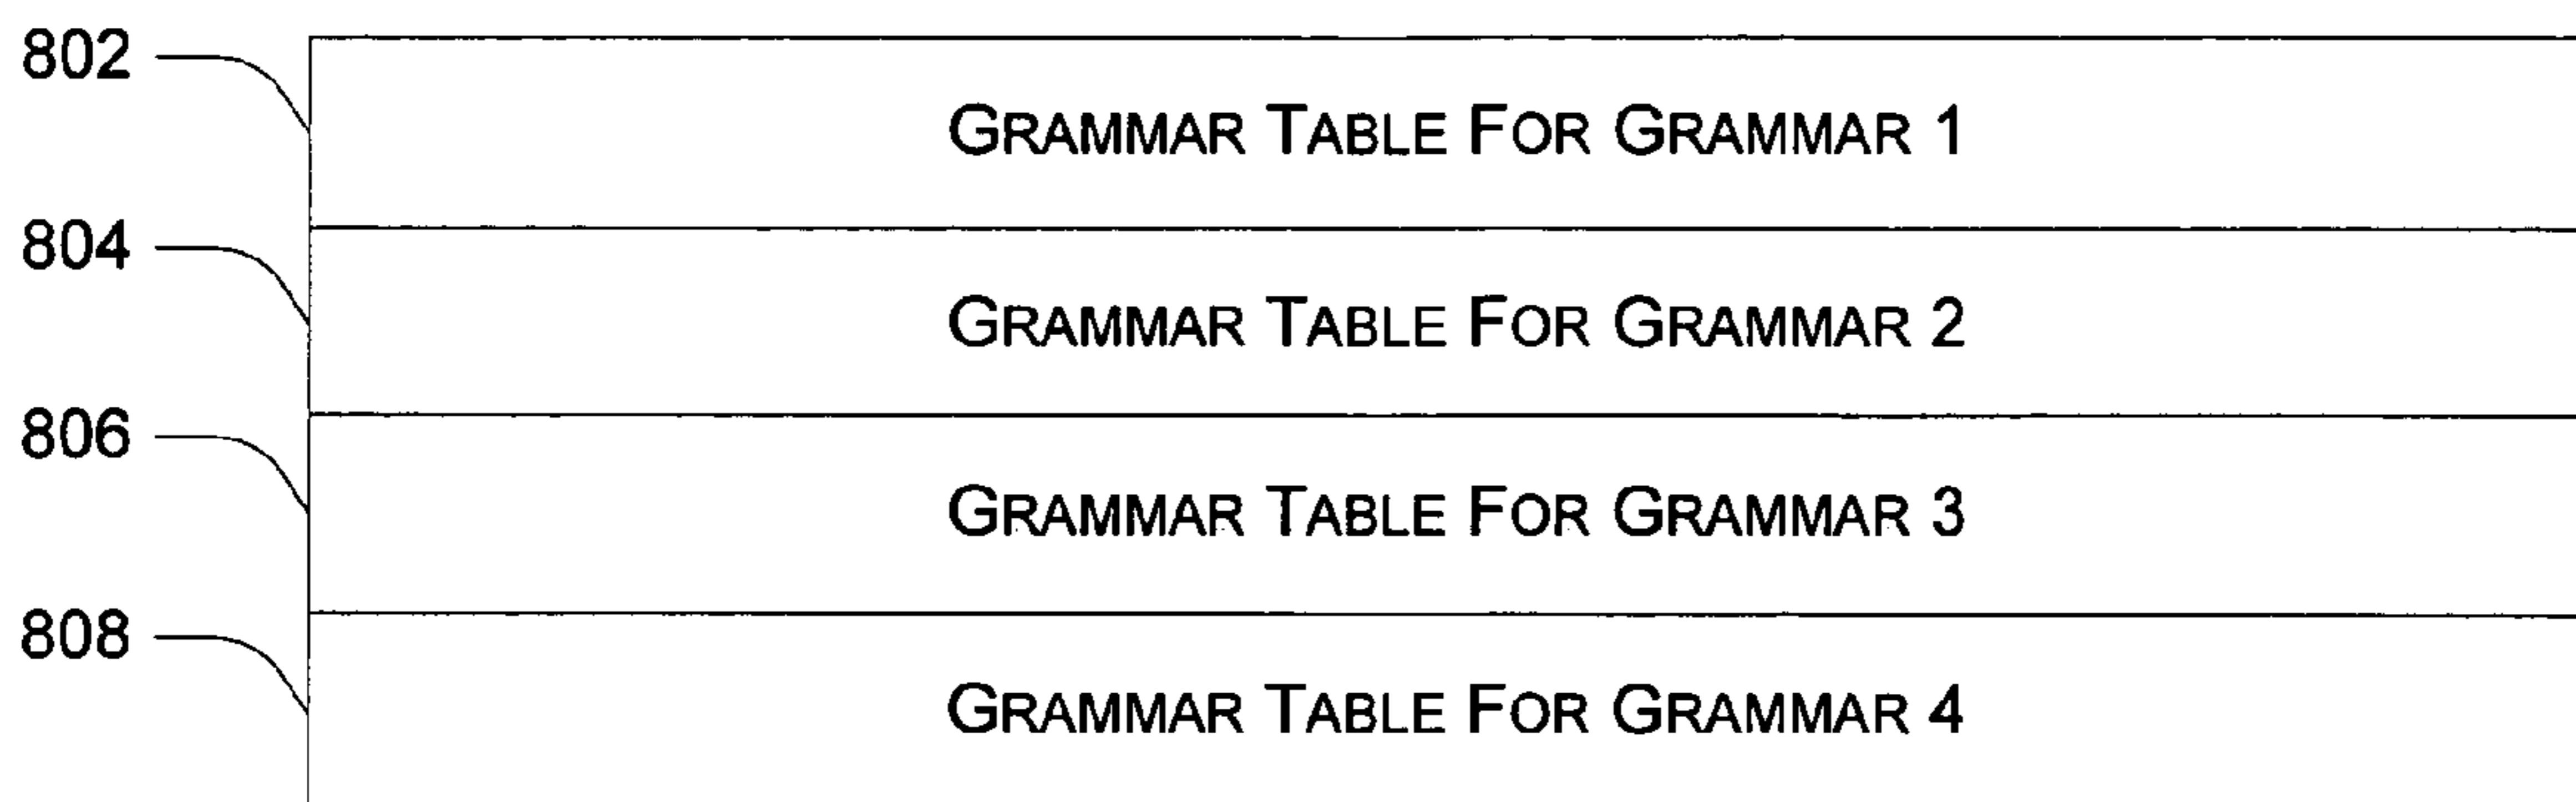 802
GRAMMAR TABLE FOR GRAMMAR 1
804
GRAMMAR TABLE FOR GRAMMAR 2
806
GRAMMAR TABLE FOR GRAMMAR 3
808
GRAMMAR TABLE FOR GRAMMAR 4